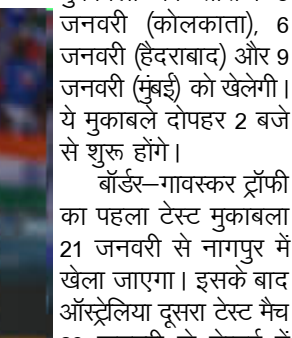 जनवरी (कोलकाता), 6
जनवरी (हैदराबाद) और 9
जनवरी (मुंबई) को खेलेगी।
ये मुकाबले दोपहर 2 बजे
से शुरू होंगे।
बॉर्डर–गावस्कर ट्रॉफी
का पहला टेस्ट मुकाबला
21 जनवरी से नागपुर में
खेला जाएगा। इसके बाद
ऑस्ट्रेलिया दूसरा टेस्ट मैच